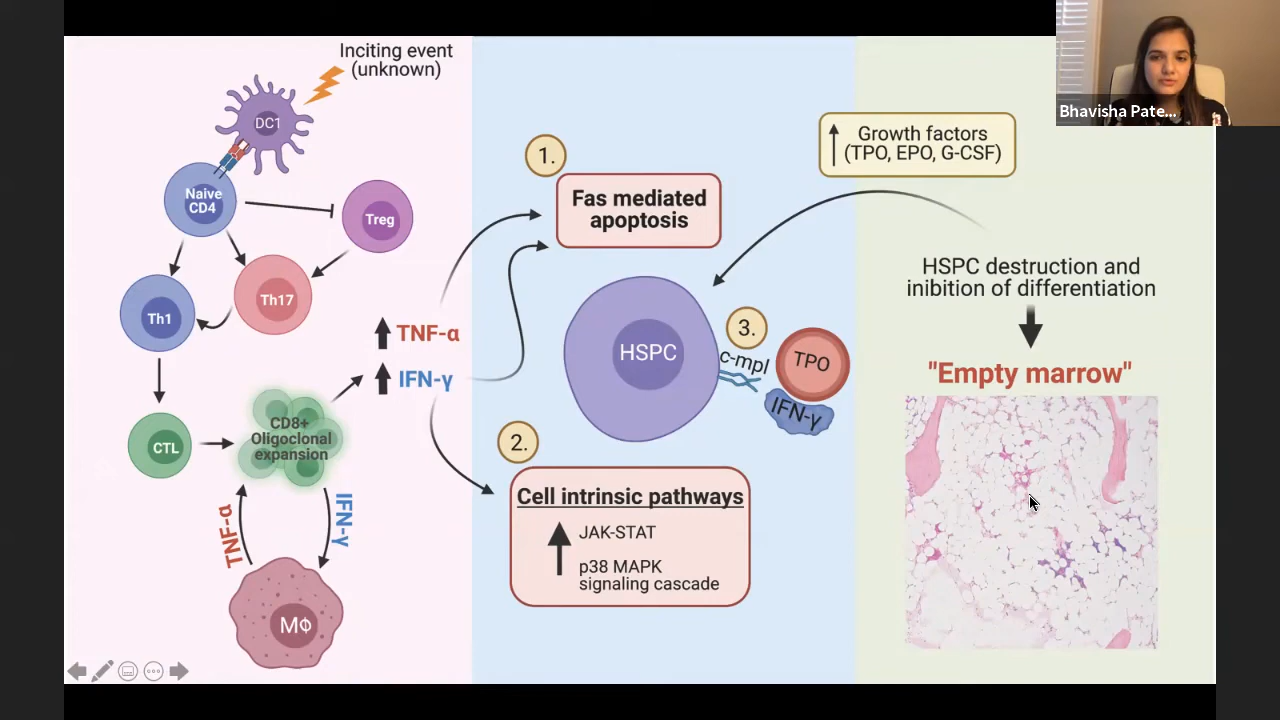 Inciting event
(unknown)
DC1
Naive
CD4
Treg
Th1
Th17
TNF-α
IFN-γ
CTL
CD8+
Oligoclonal
expansion
TNF-α
IFN-γ
MΦ
1.
Fas mediated
apoptosis
HSPC
3.
c-mpl
TPO
IFN-γ
2.
Cell intrinsic pathways
JAK-STAT
p38 MAPK
signaling cascade
Growth factors
(TPO, EPO, G-CSF)
HSPC destruction and
inibition of differentiation
"Empty marrow"
Bhavisha Pate...